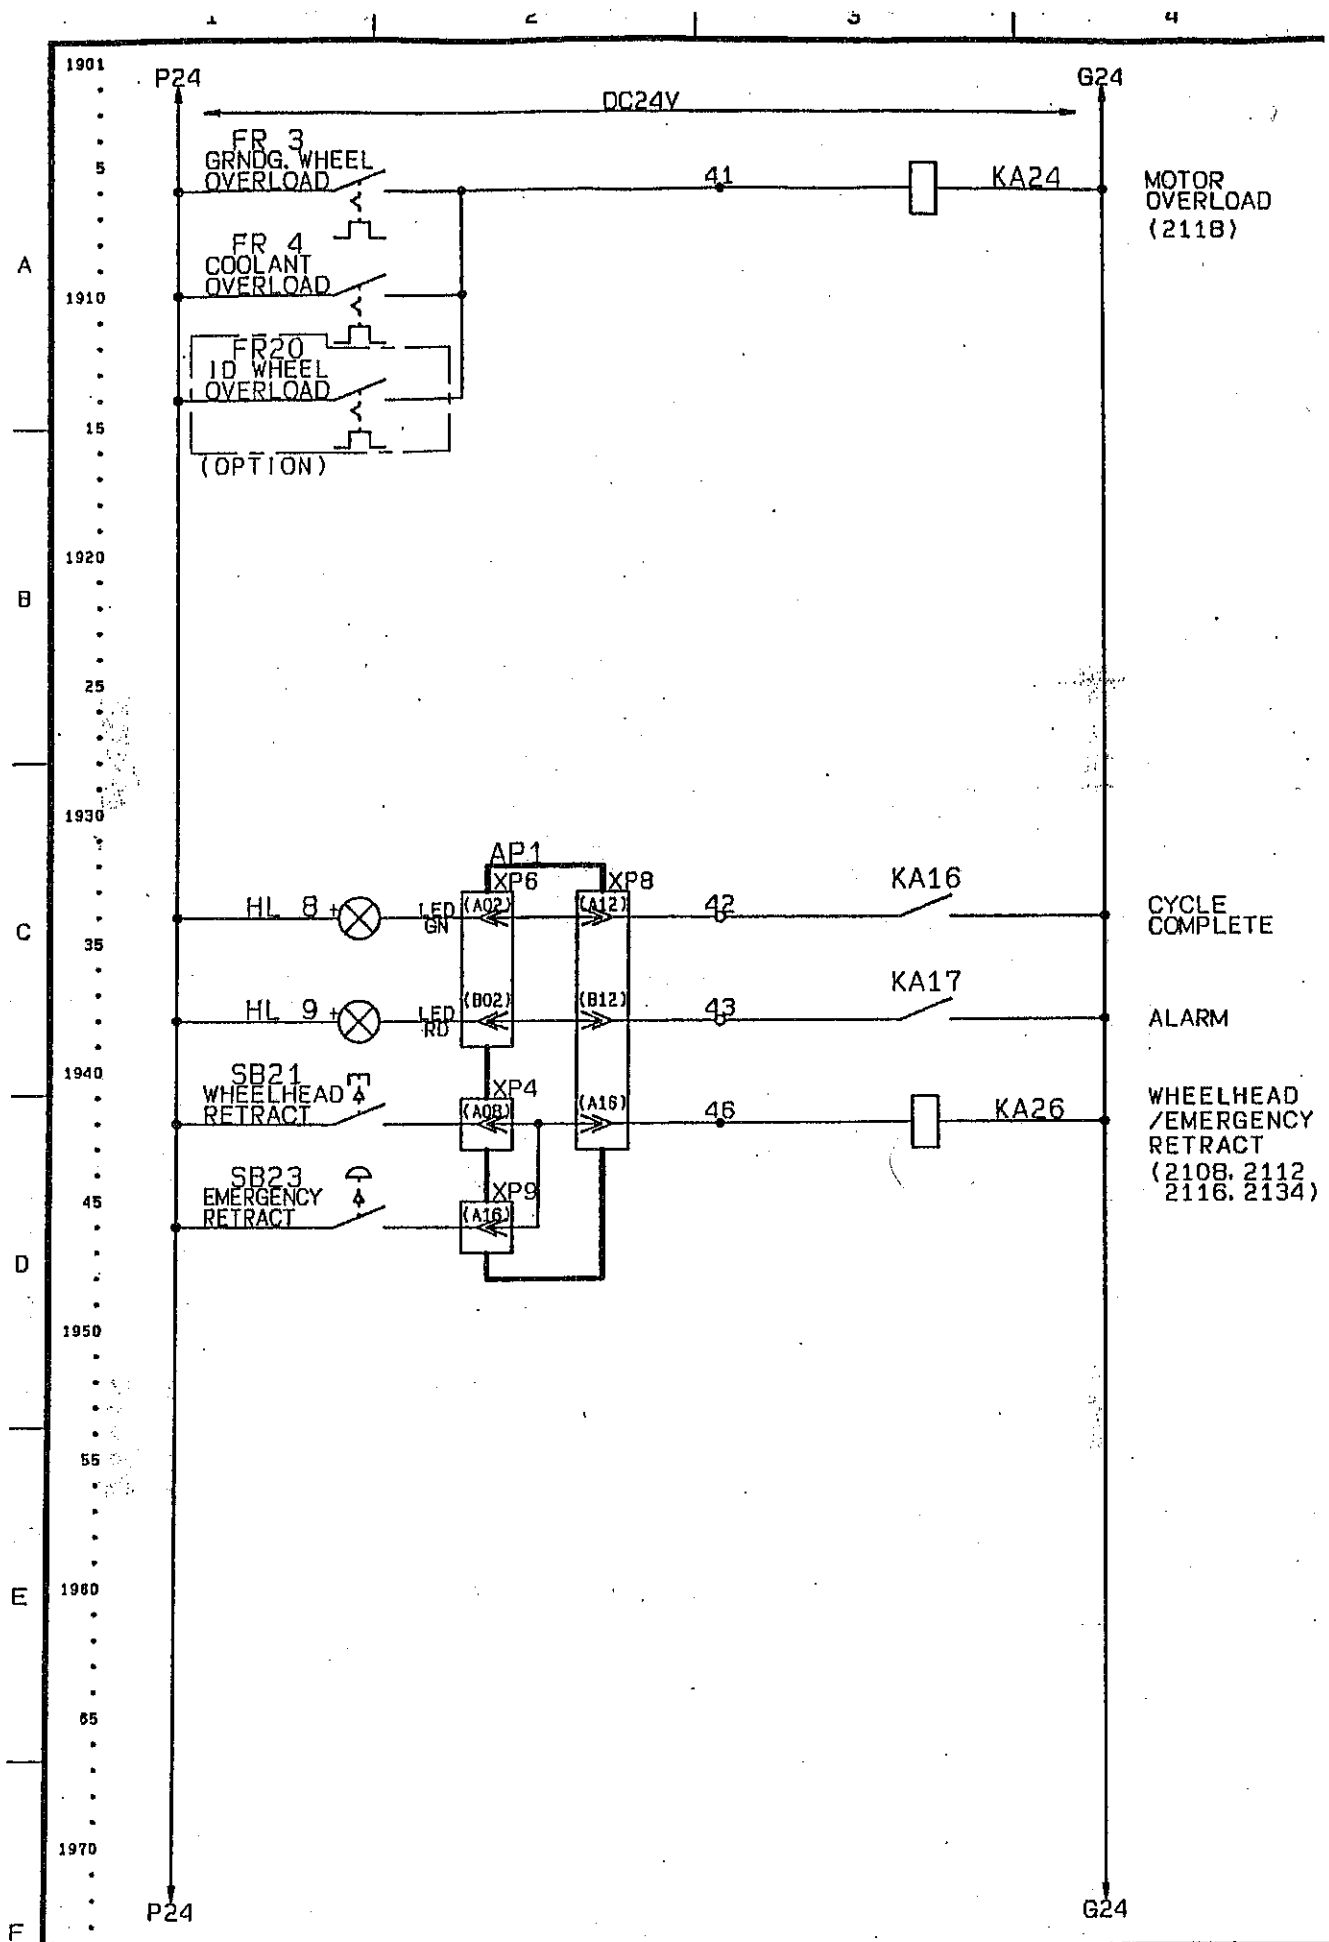 1 2 3 4
1901
P24 G24
DC24V
FR 3
GRNDG. WHEEL
OVERLOAD
5
41
KA24
MOTOR
OVERLOAD
(2118)
FR 4
COOLANT
OVERLOAD
A
1910
FR20
ID WHEEL
OVERLOAD
15
(OPTION)
1920
B
25
1930
AP1
XP6 XP8
KA16
HL 8 + LED GN (A02) (A12) 42
CYCLE
COMPLETE
C
35
KA17
HL 9 + LED RD (B02) (B12) 43
ALARM
1940
SB21
WHEELHEAD
RETRACT
XP4
(A08) (A16) 46 KA26
WHEELHEAD
/EMERGENCY
RETRACT
(2108, 2112
2116, 2134)
SB23
EMERGENCY
RETRACT
45
XP9
(A16)
D
1950
55
E
1960
65
1970
P24 G24
F